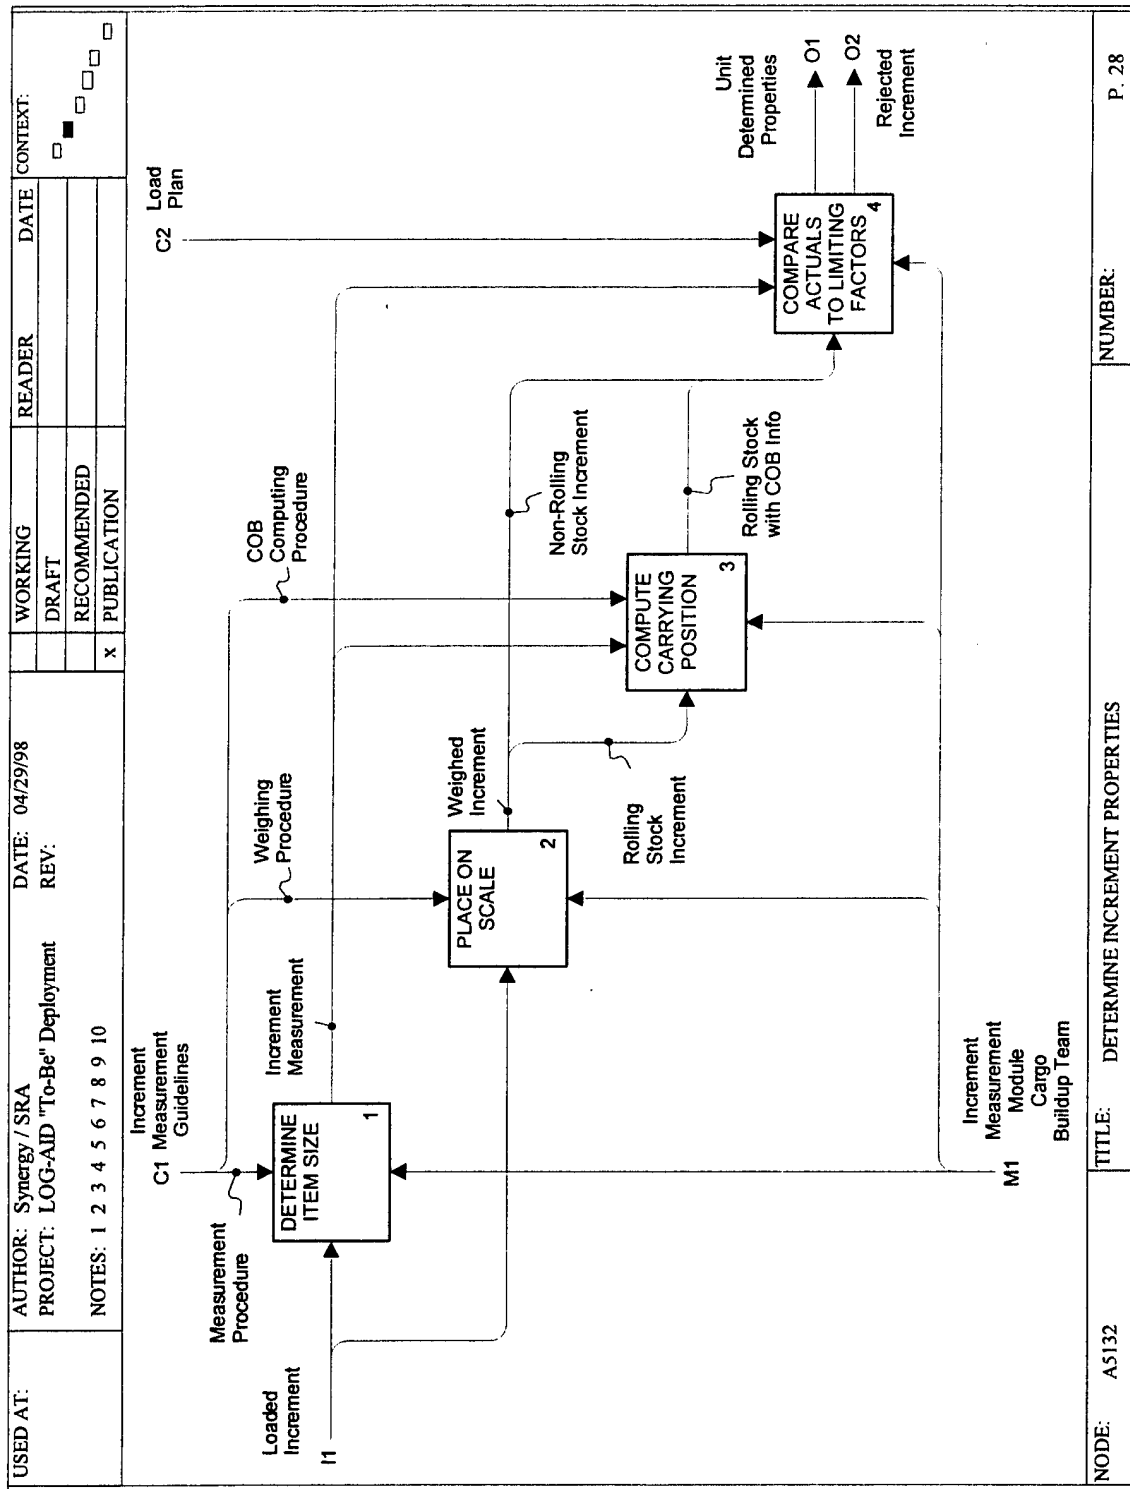 USED AT:
AUTHOR: Synergy / SRA
PROJECT: LOG-AID "To-Be" Deployment
NOTES: 1 2 3 4 5 6 7 8 9 10
DATE: 04/29/98
REV:
WORKING
DRAFT
RECOMMENDED
x PUBLICATION
READER
DATE
CONTEXT:
Increment
Measurement
Guidelines
C1
C2
Load
Plan
Measurement
Procedure
Weighing
Procedure
COB
Computing
Procedure
Loaded
Increment
I1
DETERMINE
ITEM SIZE
1
Increment
Measurement
PLACE ON
SCALE
2
Weighed
Increment
Rolling
Stock
Increment
Non-Rolling
Stock Increment
COMPUTE
CARRYING
POSITION
3
Rolling Stock
with COB Info
COMPARE
ACTUALS
TO LIMITING
FACTORS
4
Unit
Determined
Properties
O1
O2
Rejected
Increment
M1
Increment
Measurement
Module
Cargo
Buildup Team
NODE: A5132
TITLE: DETERMINE INCREMENT PROPERTIES
NUMBER: P. 28